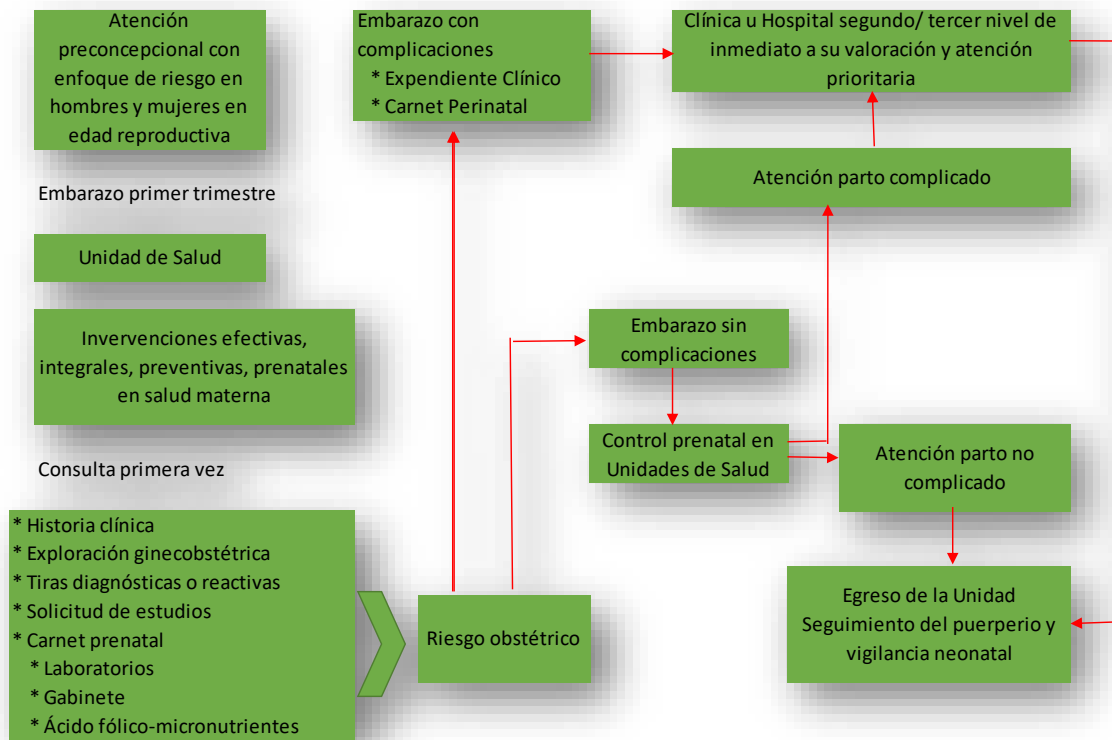 Atención
preconcepcional con
enfoque de riesgo en
hombres y mujeres en
edad reproductiva
Embarazo primer trimestre
Unidad de Salud
Invervenciones efectivas,
integrales, preventivas, prenatales
en salud materna
Consulta primera vez
* Historia clínica
* Exploración ginecobstétrica
* Tiras diagnósticas o reactivas
* Solicitud de estudios
* Carnet prenatal
* Laboratorios
* Gabinete
* Ácido fólico-micronutrientes
Riesgo obstétrico
Embarazo con
complicaciones
* Expendiente Clínico
* Carnet Perinatal
Clínica u Hospital segundo/ tercer nivel de
inmediato a su valoración y atención
prioritaria
Atención parto complicado
Embarazo sin
complicaciones
Control prenatal en
Unidades de Salud
Atención parto no
complicado
Egreso de la Unidad
Seguimiento del puerperio y
vigilancia neonatal